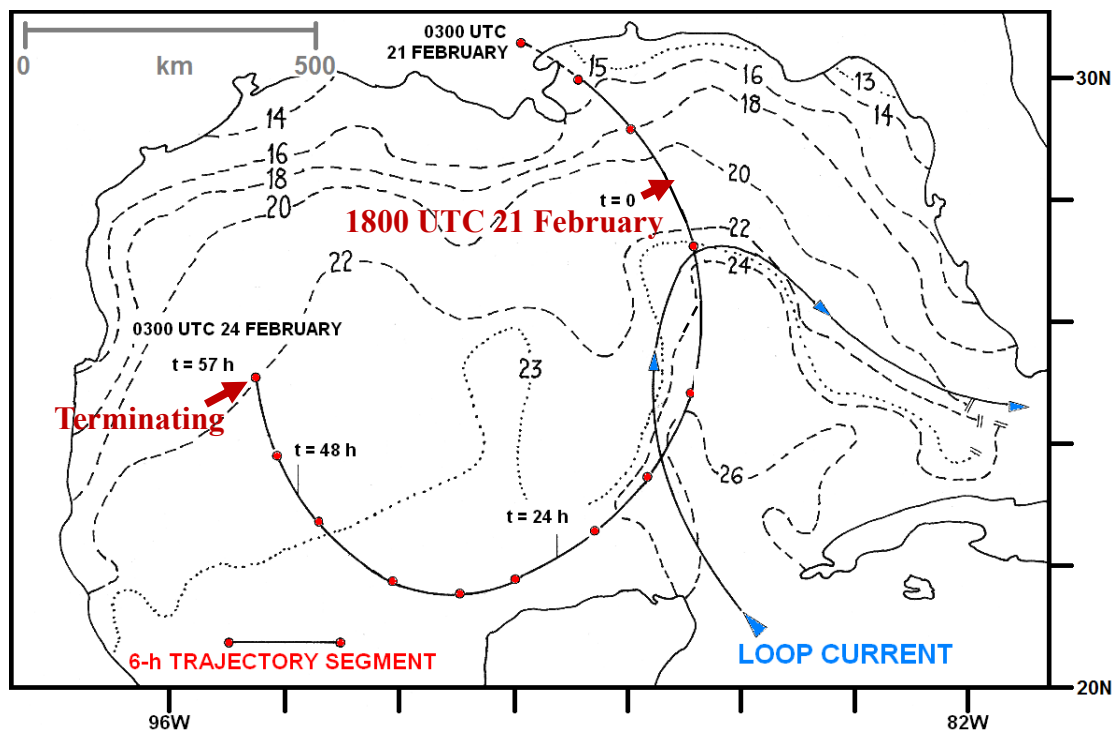 0300 UTC
21 FEBRUARY
0
km
500
15
16
13
14
18
30N
14
16
18
20
20
t = 0
1800 UTC 21 February
22
24
22
0300 UTC 24 FEBRUARY
t = 57 h
23
Terminating
t = 48 h
26
t = 24 h
6-h TRAJECTORY SEGMENT
LOOP CURRENT
20N
96W
82W